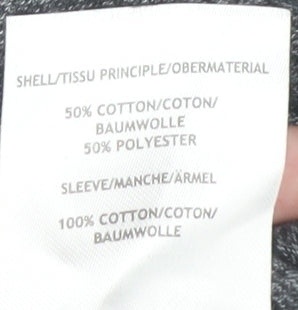 SHELL/TISSU PRINCIPLE/OBERMATERIAL
50% COTTON/COTON/
BAUMWOLLE
50% POLYESTER
SLEEVE/MANCHE/ÄRMEL
100% COTTON/COTON/
BAUMWOLLE